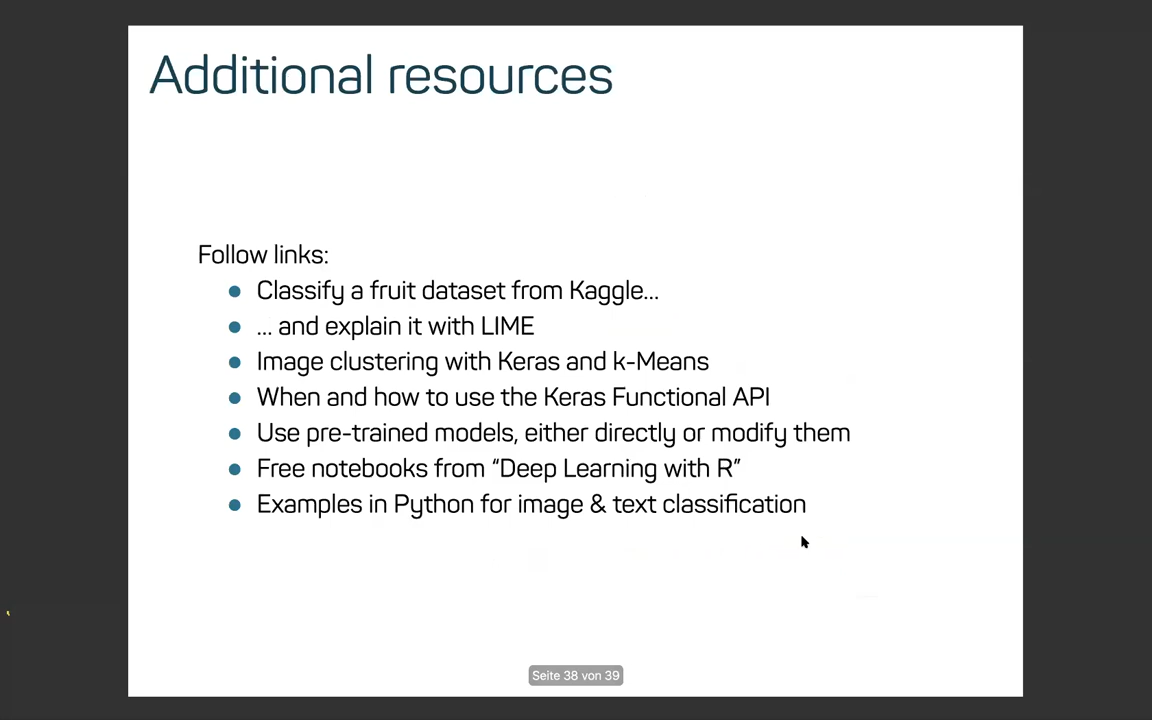 Additional resources
Follow links:
● Classify a fruit dataset from Kaggle...
● ... and explain it with LIME
● Image clustering with Keras and k-Means
● When and how to use the Keras Functional API
● Use pre-trained models, either directly or modify them
● Free notebooks from “Deep Learning with R”
● Examples in Python for image & text classification
Seite 38 von 39